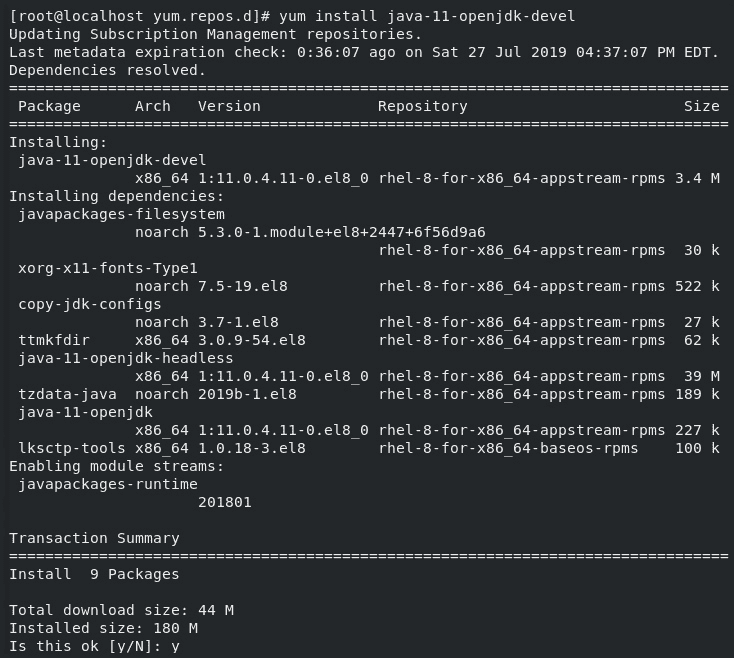 [root@localhost yum.repos.d]# yum install java-11-openjdk-devel
Updating Subscription Management repositories.
Last metadata expiration check: 0:36:07 ago on Sat 27 Jul 2019 04:37:07 PM EDT.
Dependencies resolved.
================================================================================
 Package      Arch   Version             Repository                        Size
================================================================================
Installing:
 java-11-openjdk-devel
              x86_64 1:11.0.4.11-0.el8_0 rhel-8-for-x86_64-appstream-rpms 3.4 M
Installing dependencies:
 javapackages-filesystem
              noarch 5.3.0-1.module+el8+2447+6f56d9a6
                                         rhel-8-for-x86_64-appstream-rpms  30 k
 xorg-x11-fonts-Type1
              noarch 7.5-19.el8          rhel-8-for-x86_64-appstream-rpms 522 k
 copy-jdk-configs
              noarch 3.7-1.el8           rhel-8-for-x86_64-appstream-rpms  27 k
 ttmkfdir     x86_64 3.0.9-54.el8        rhel-8-for-x86_64-appstream-rpms  62 k
 java-11-openjdk-headless
              x86_64 1:11.0.4.11-0.el8_0 rhel-8-for-x86_64-appstream-rpms  39 M
 tzdata-java  noarch 2019b-1.el8         rhel-8-for-x86_64-appstream-rpms 189 k
 java-11-openjdk
              x86_64 1:11.0.4.11-0.el8_0 rhel-8-for-x86_64-appstream-rpms 227 k
 lksctp-tools x86_64 1.0.18-3.el8        rhel-8-for-x86_64-baseos-rpms    100 k
Enabling module streams:
 javapackages-runtime
                     201801
Transaction Summary
================================================================================
Install  9 Packages
Total download size: 44 M
Installed size: 180 M
Is this ok [y/N]: y